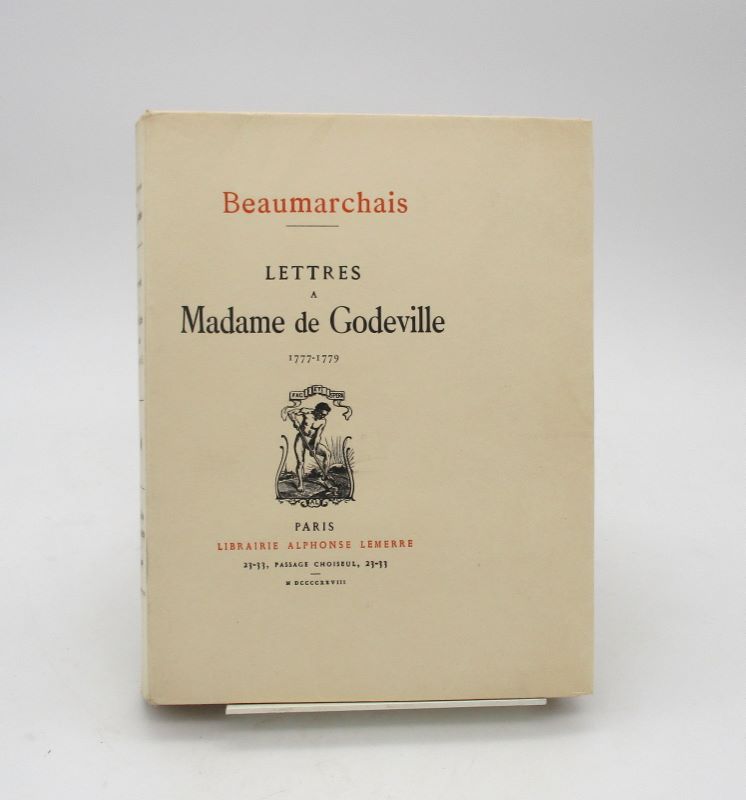 Beaumarchais
LETTRES
A
Madame de Godeville
1777-1779
FAC ET SPERA
AL
PARIS
LIBRAIRIE ALPHONSE LEMERRE
23-33, PASSAGE CHOISEUL, 23-33
M DCCCCXXVIII